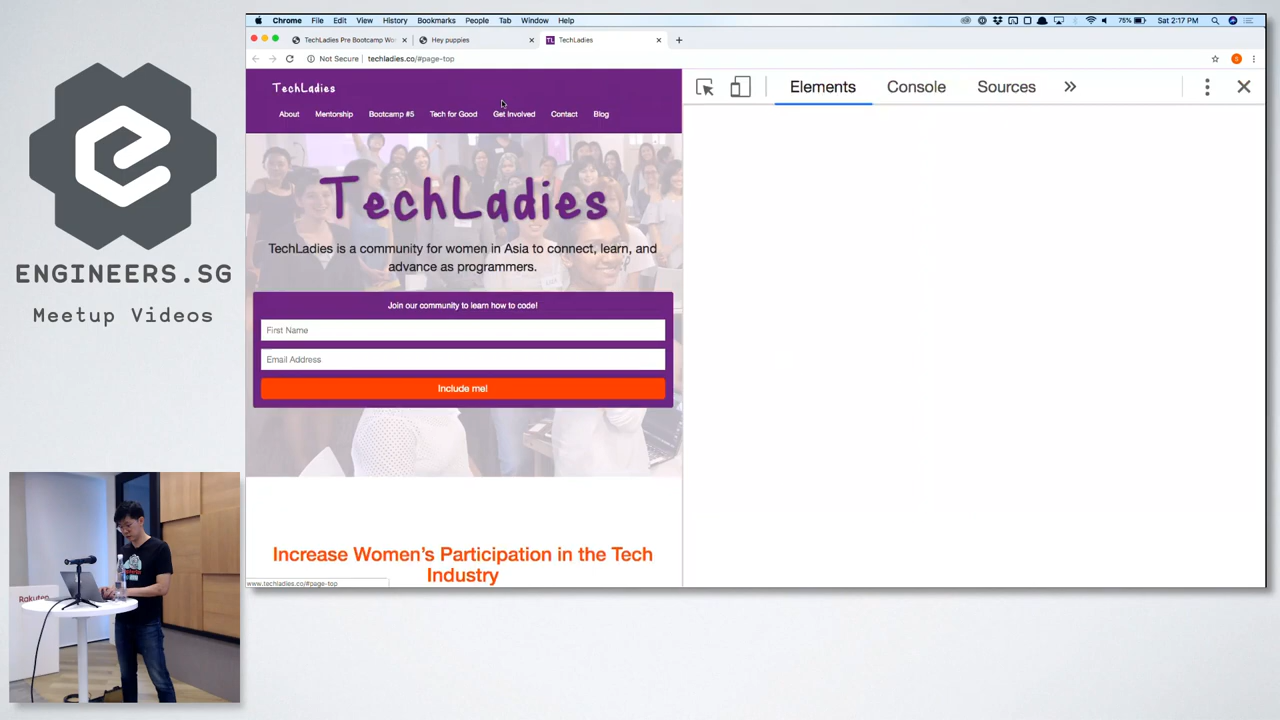 Chrome File Edit View History Bookmarks People Tab Window Help
75% Sat 2:17 PM
TechLadies Pre Bootcamp Wo
Hey puppies
TL TechLadies
Not Secure techladies.co/#page-top
S
TechLadies
About Mentorship Bootcamp #5 Tech for Good Get Involved Contact Blog
TechLadies
TechLadies is a community for women in Asia to connect, learn, and
advance as programmers.
Join our community to learn how to code!
First Name
Email Address
Include me!
Increase Women's Participation in the Tech
Industry
www.techladies.co/#page-top
Elements Console Sources
ENGINEERS.SG
Meetup Videos
Rakuten